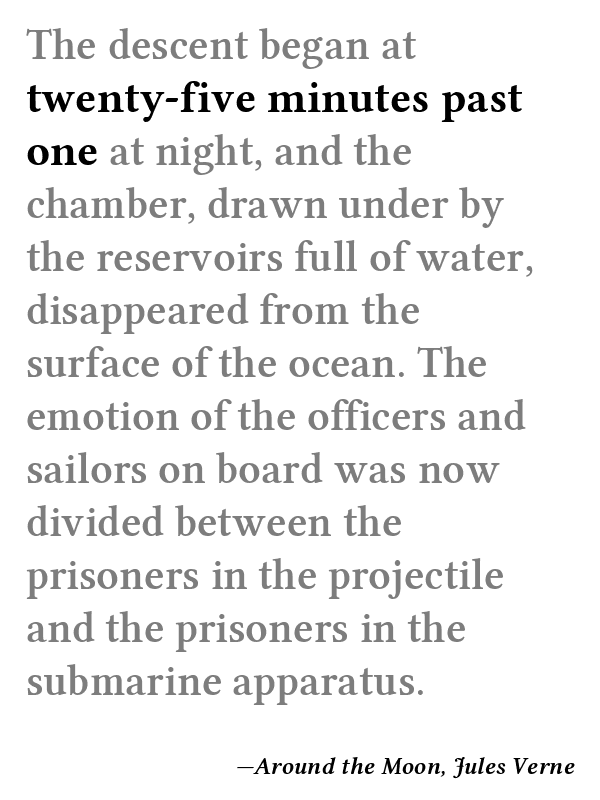 The descent began at
twenty-five minutes past
one at night, and the
chamber, drawn under by
the reservoirs full of water,
disappeared from the
surface of the ocean. The
emotion of the officers and
sailors on board was now
divided between the
prisoners in the projectile
and the prisoners in the
submarine apparatus.
—Around the Moon, Jules Verne